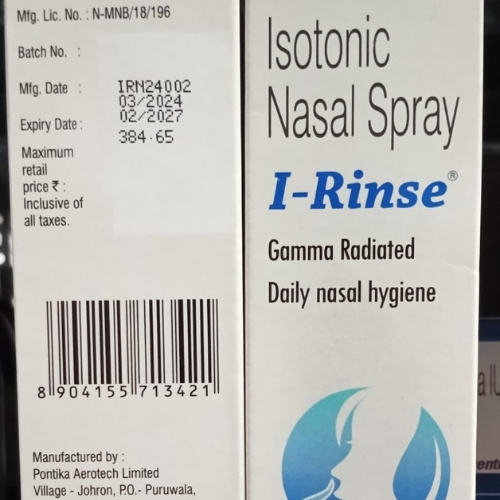 Mfg. Lic. No. : N-MNB/18/196
Batch No. :
Mfg. Date :
Expiry Date :
IRN24002
03/2024
02/2027
384.65
Maximum
retail
price ₹ :
Inclusive of
all taxes.
8 904155 713421
Manufactured by :
Pontika Aerotech Limited
Village - Johron, P.O.- Puruwala,
Isotonic
Nasal Spray
I-Rinse®
Gamma Radiated
Daily nasal hygiene